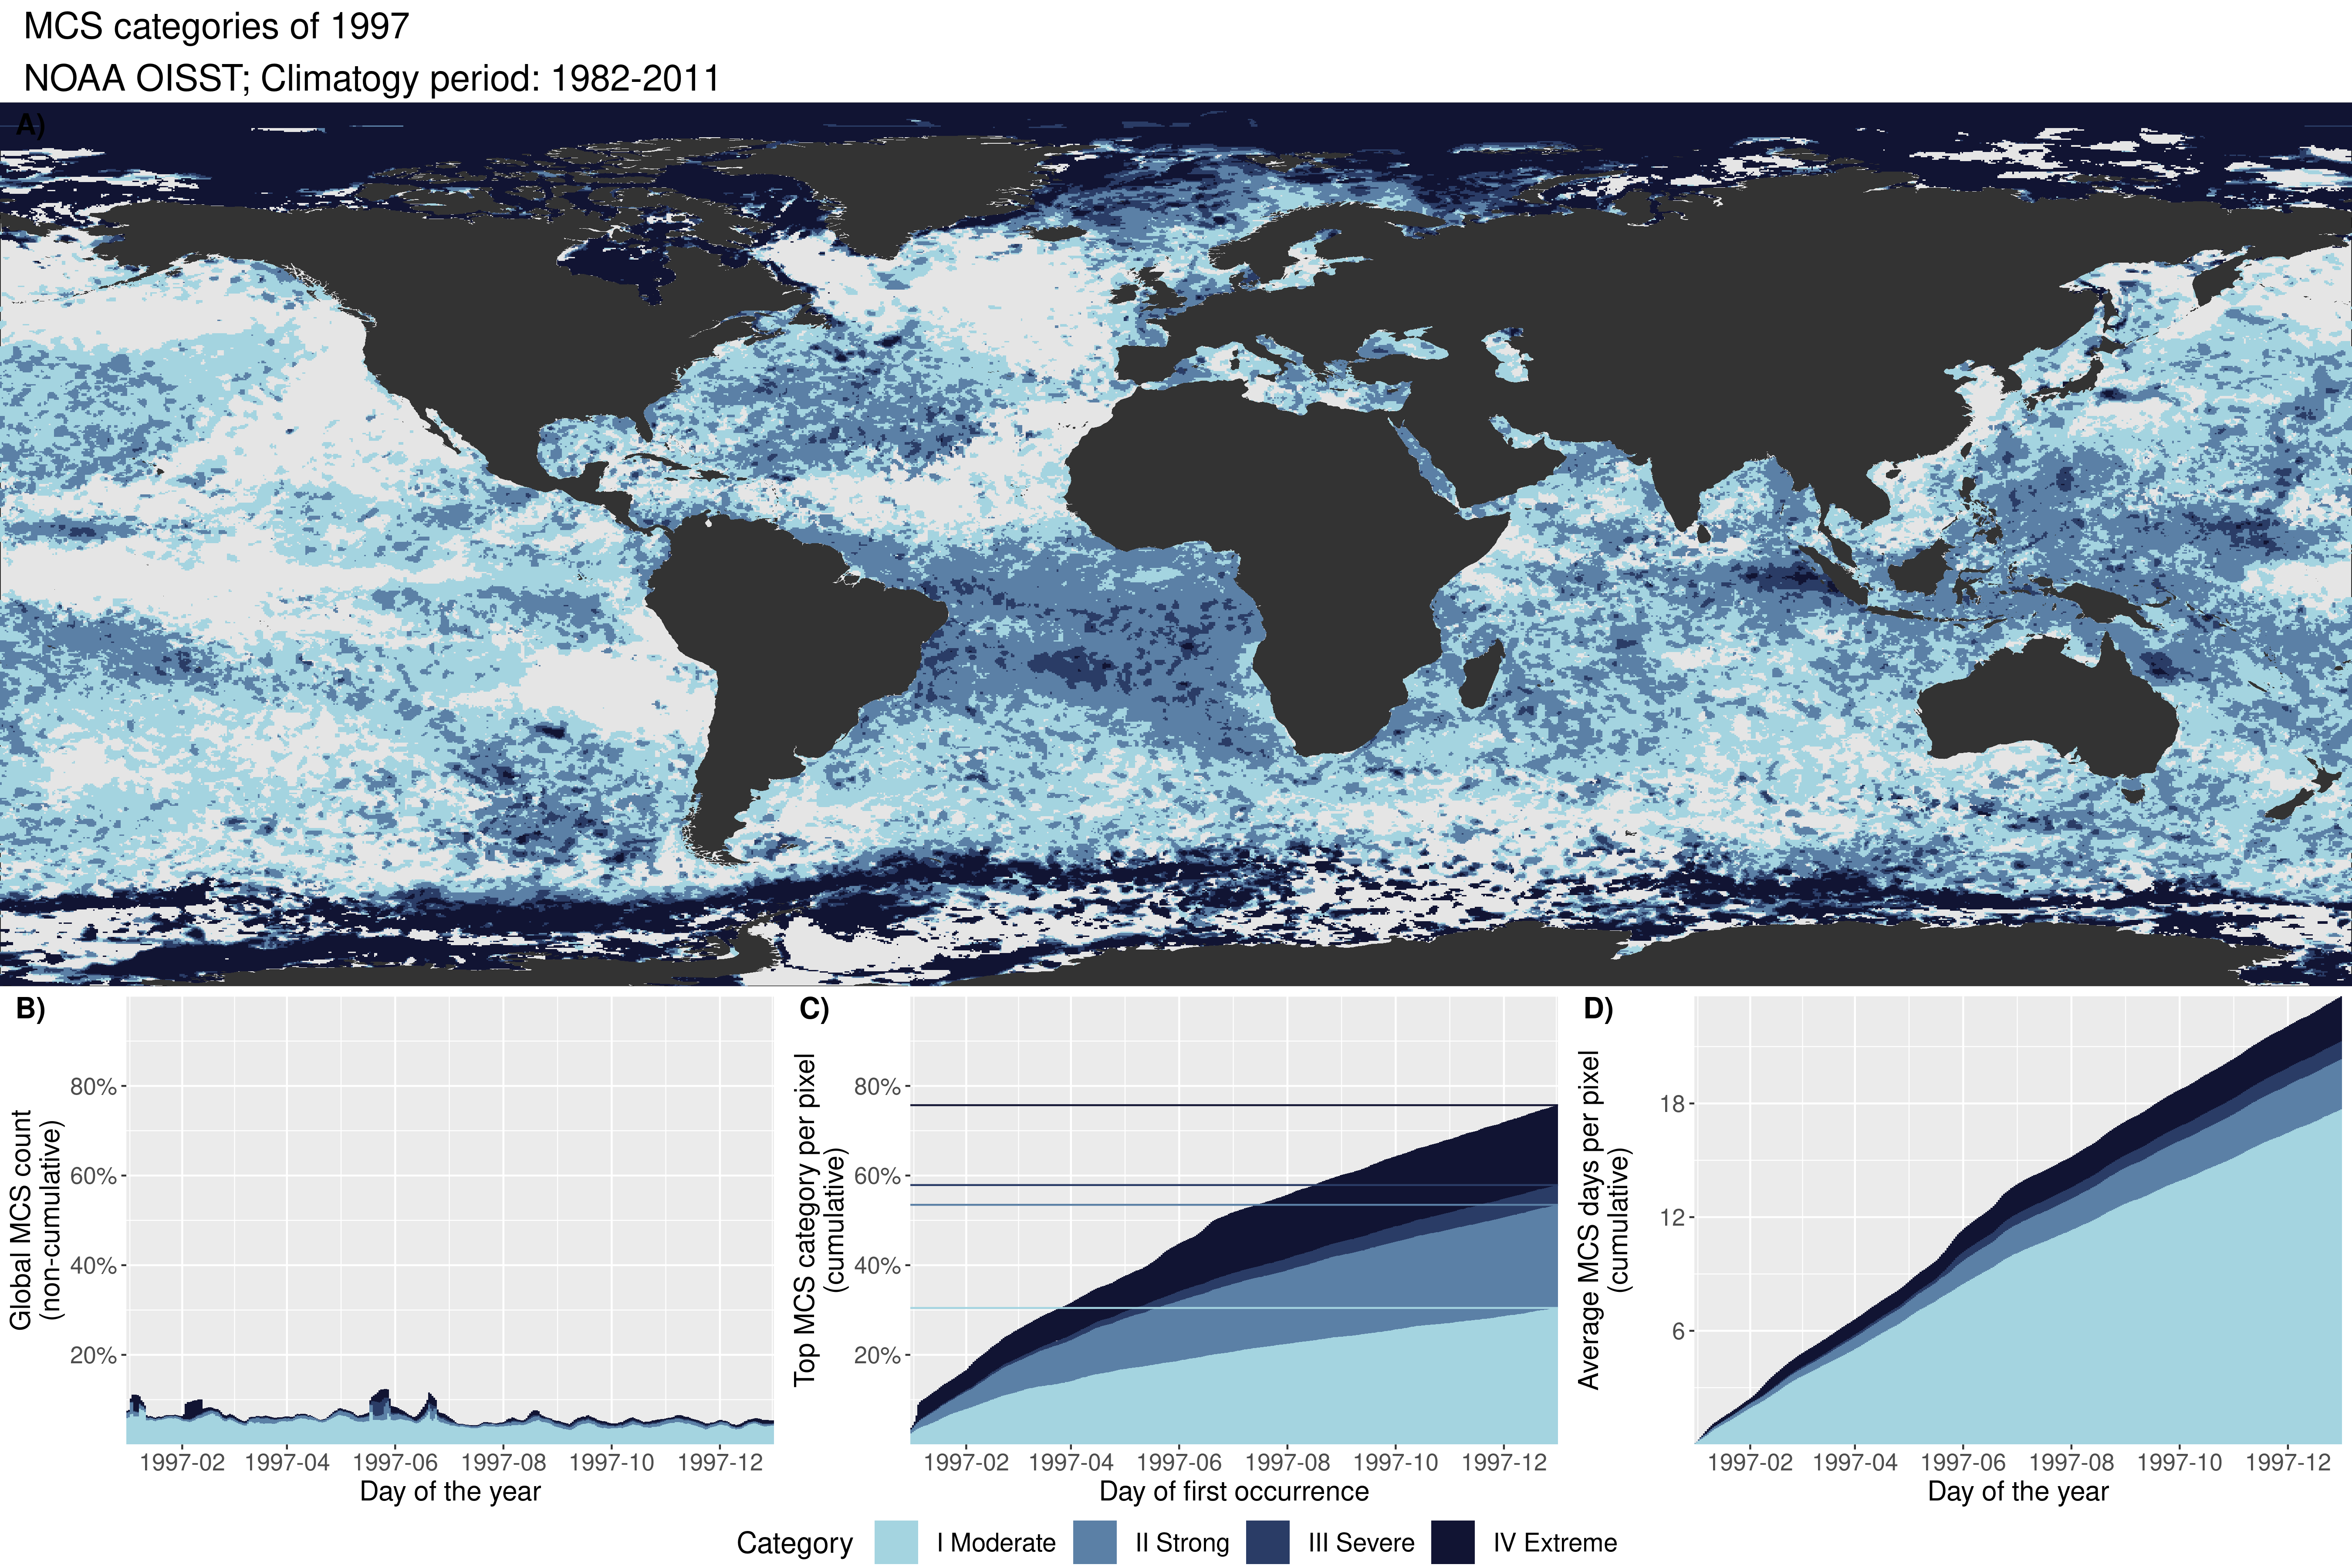 MCS categories of 1997
NOAA OISST; Climatogy period: 1982-2011
A)
B)
Global MCS count
(non-cumulative)
80%
60%
40%
20%
1997-02 1997-04 1997-06 1997-08 1997-10 1997-12
Day of the year
C)
Top MCS category per pixel
(cumulative)
80%
60%
40%
20%
1997-02 1997-04 1997-06 1997-08 1997-10 1997-12
Day of first occurrence
D)
Average MCS days per pixel
(cumulative)
18
12
6
1997-02 1997-04 1997-06 1997-08 1997-10 1997-12
Day of the year
Category I Moderate II Strong III Severe IV Extreme